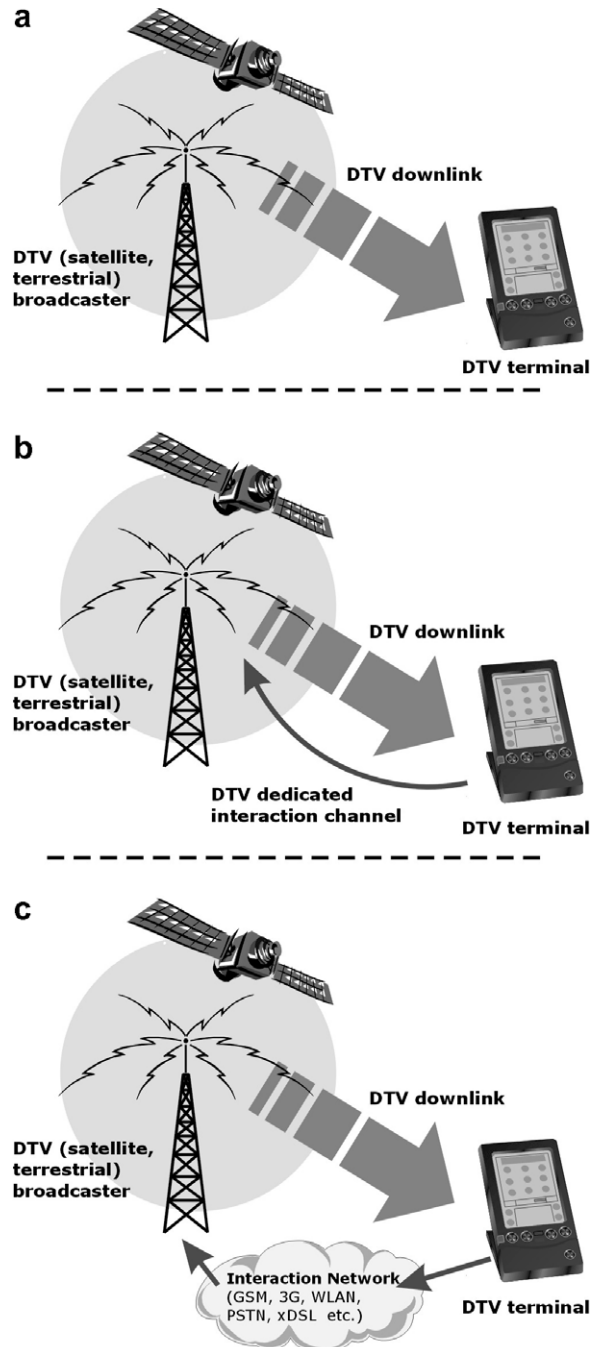 a
DTV downlink
DTV (satellite,
terrestrial)
broadcaster
DTV terminal
b
DTV downlink
DTV (satellite,
terrestrial)
broadcaster
DTV dedicated
interaction channel
DTV terminal
c
DTV downlink
DTV (satellite,
terrestrial)
broadcaster
Interaction Network
(GSM, 3G, WLAN,
PSTN, xDSL etc.)
DTV terminal